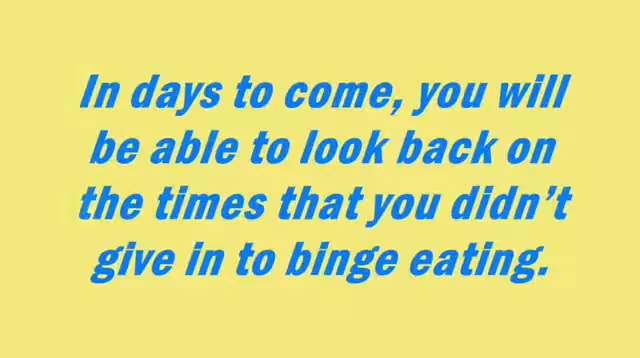 In days to come, you will
be able to look back on
the times that you didn’t
give in to binge eating.